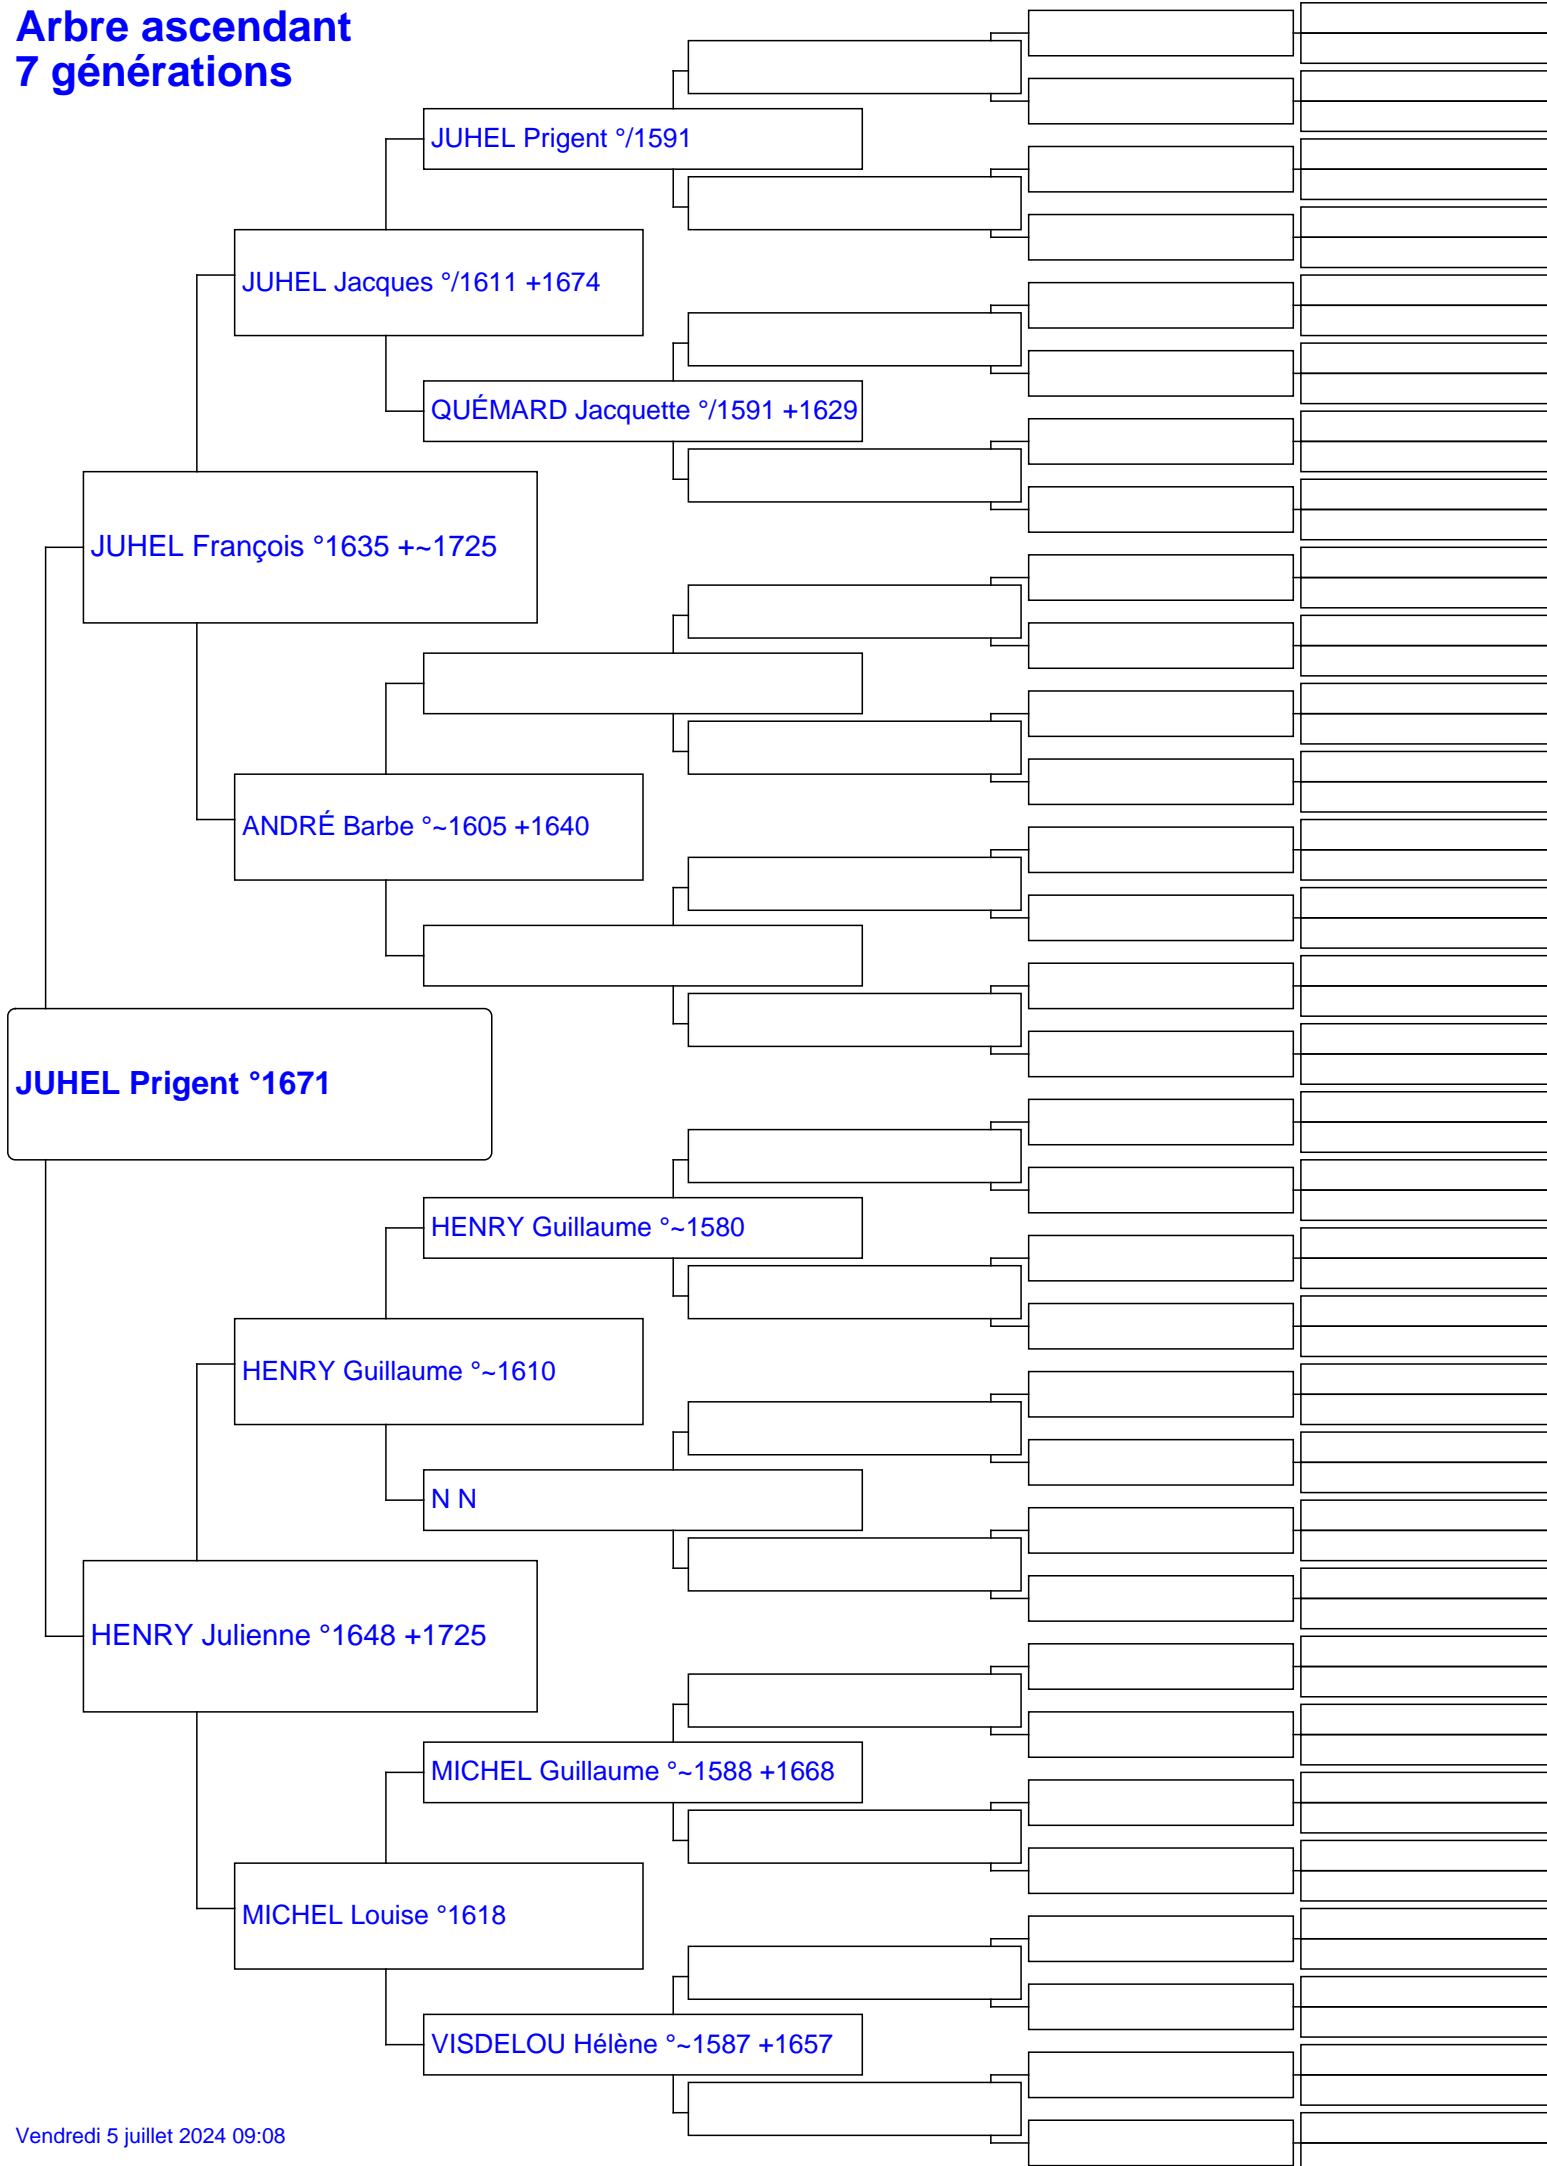 Arbre ascendant
7 générations
JUHEL Prigent °/1591
JUHEL Jacques °/1611 +1674
QUÉMARD Jacquette °/1591 +1629
JUHEL François °1635 +~1725
ANDRÉ Barbe °~1605 +1640
JUHEL Prigent °1671
HENRY Guillaume °~1580
HENRY Guillaume °~1610
N N
HENRY Julienne °1648 +1725
MICHEL Guillaume °~1588 +1668
MICHEL Louise °1618
VISDELOU Hélène °~1587 +1657
Vendredi 5 juillet 2024 09:08